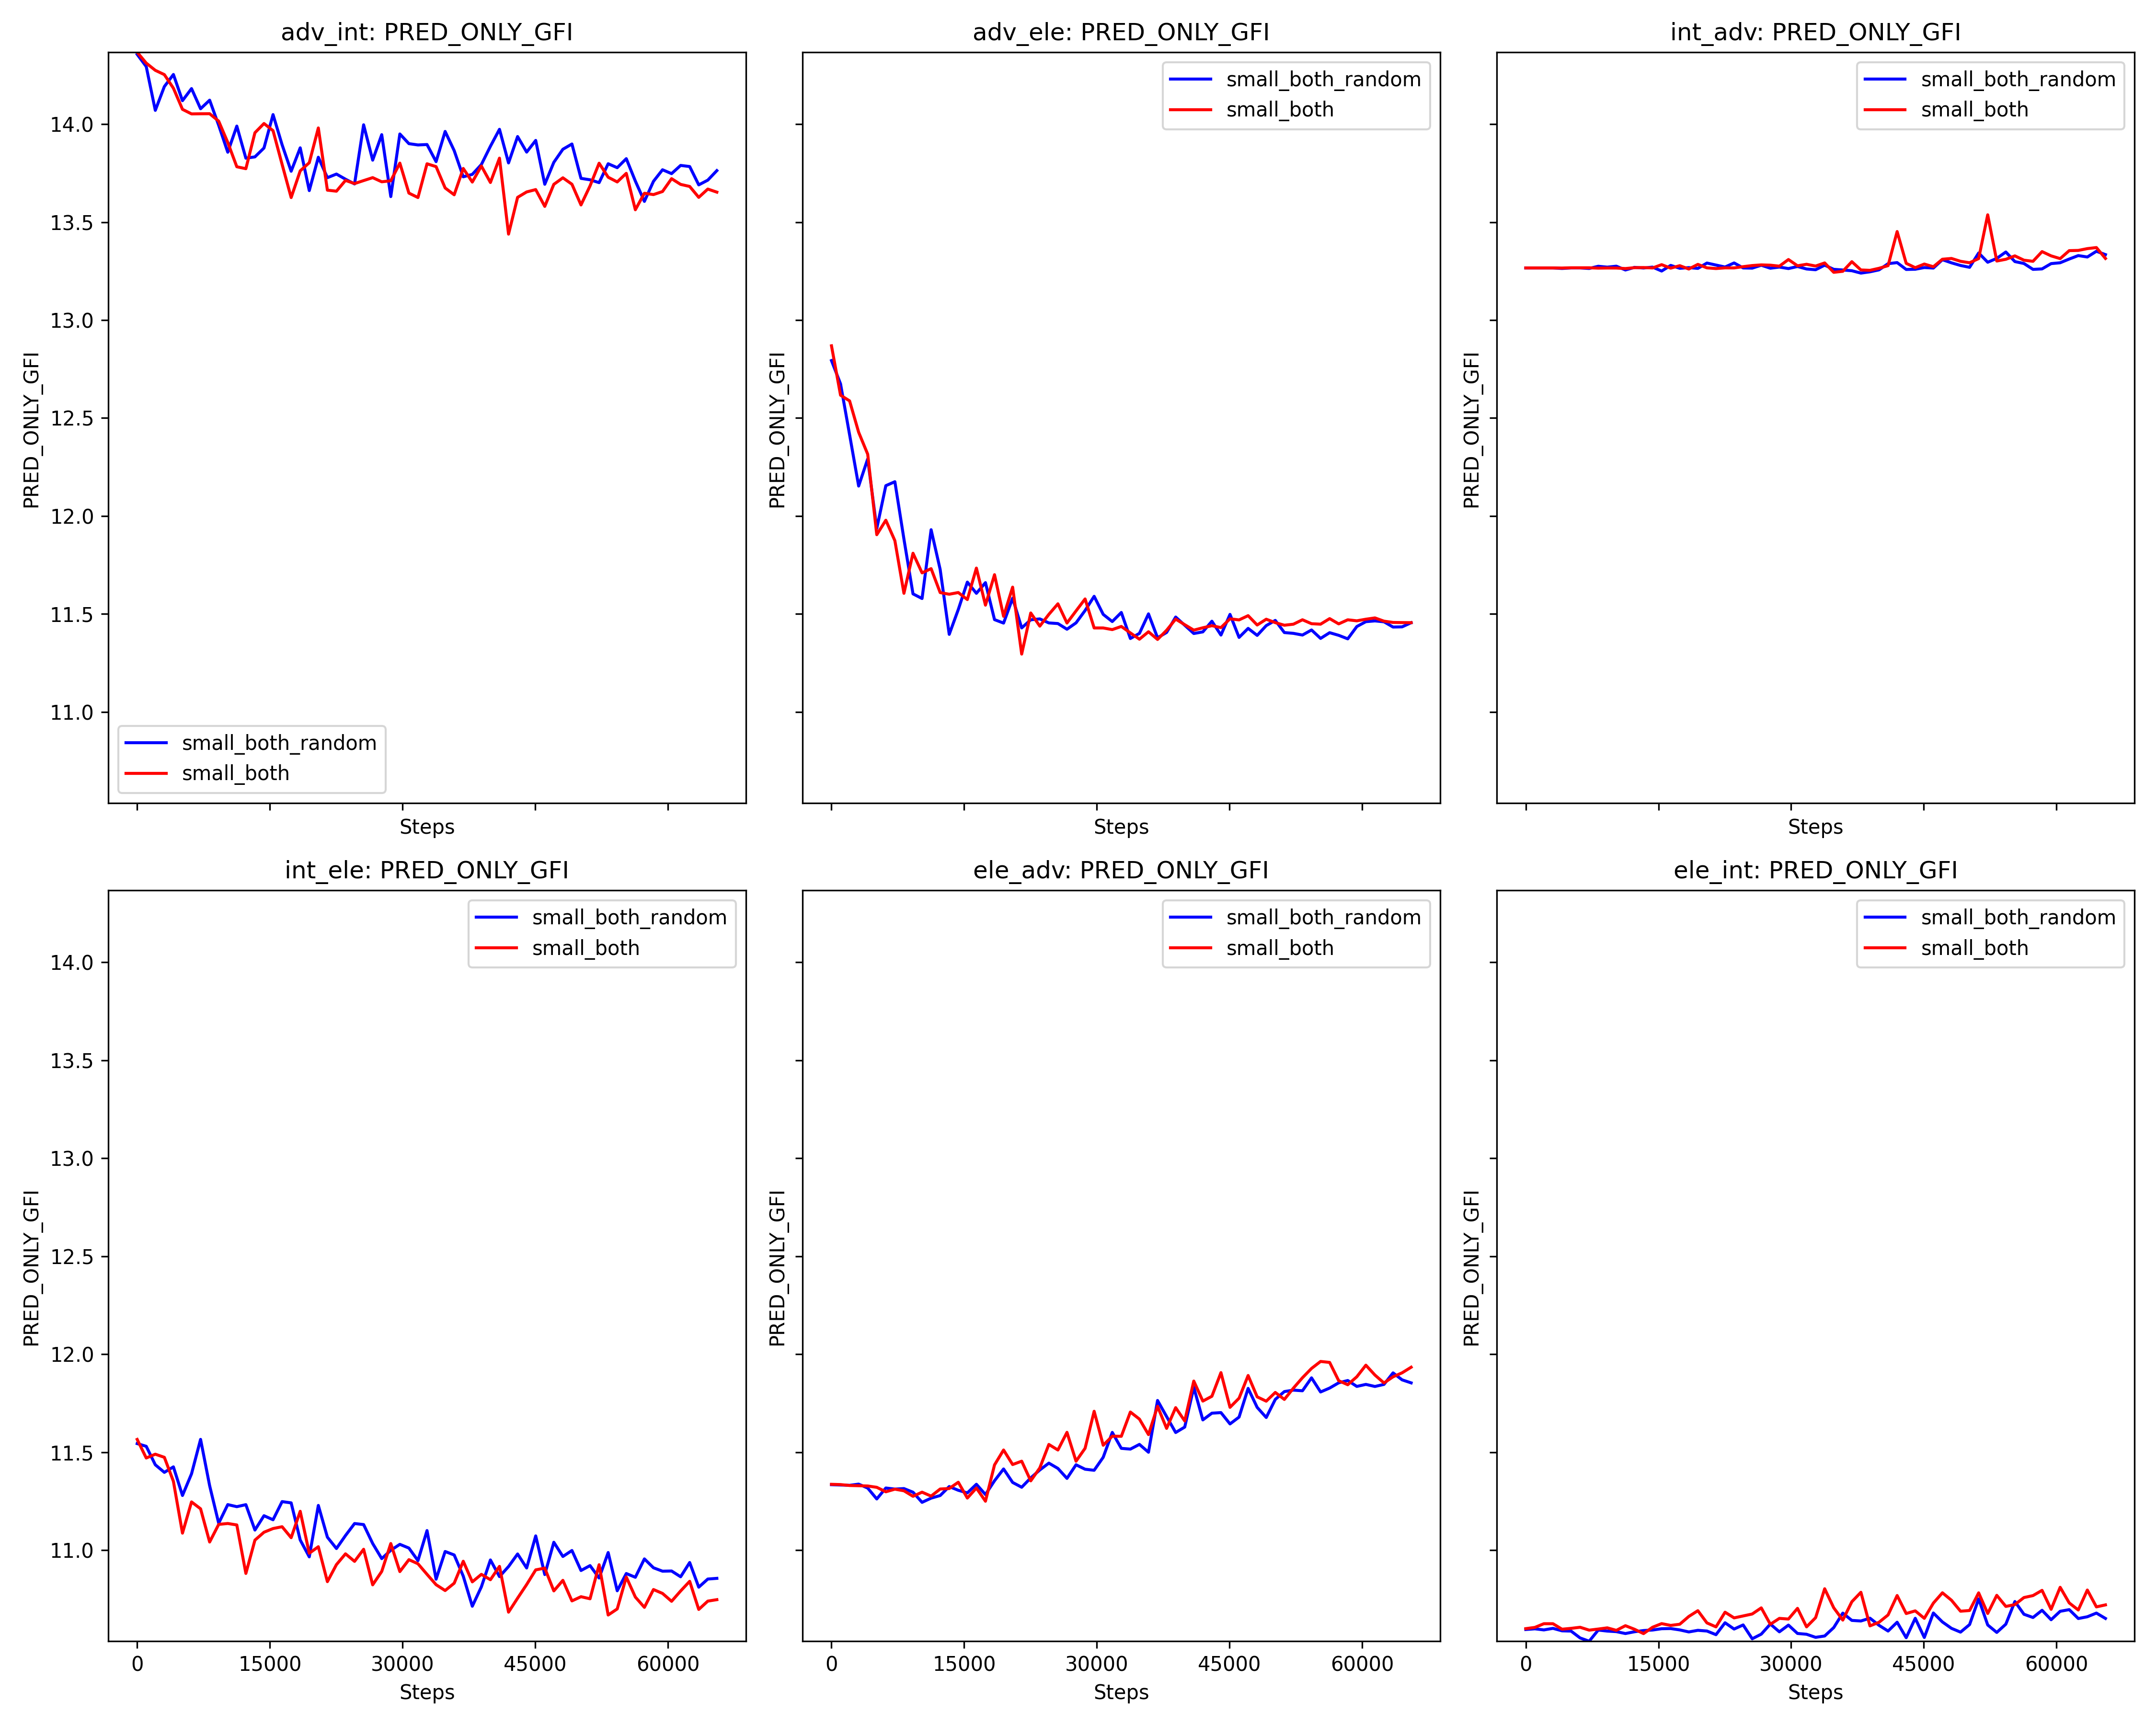 adv_int: PRED_ONLY_GFI
PRED_ONLY_GFI
14.0
13.5
13.0
12.5
12.0
11.5
11.0
small_both_random
small_both
Steps
adv_ele: PRED_ONLY_GFI
PRED_ONLY_GFI
small_both_random
small_both
Steps
int_adv: PRED_ONLY_GFI
PRED_ONLY_GFI
small_both_random
small_both
Steps
int_ele: PRED_ONLY_GFI
PRED_ONLY_GFI
14.0
13.5
13.0
12.5
12.0
11.5
11.0
small_both_random
small_both
0 15000 30000 45000 60000
Steps
ele_adv: PRED_ONLY_GFI
PRED_ONLY_GFI
small_both_random
small_both
0 15000 30000 45000 60000
Steps
ele_int: PRED_ONLY_GFI
PRED_ONLY_GFI
small_both_random
small_both
0 15000 30000 45000 60000
Steps